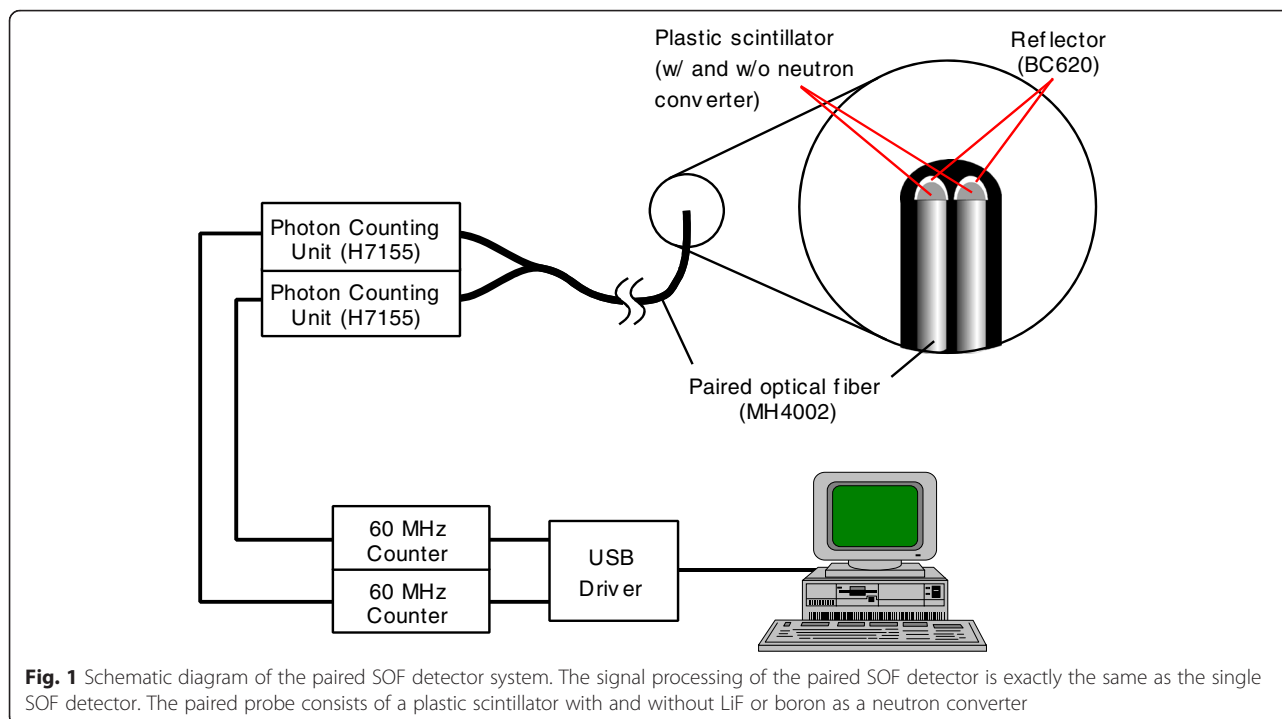 Plastic scintillator
(w/ and w/o neutron
converter)
Reflector
(BC620)
Photon Counting
Unit (H7155)
Photon Counting
Unit (H7155)
Paired optical fiber
(MH4002)
60 MHz
Counter
60 MHz
Counter
USB
Driver
Fig. 1 Schematic diagram of the paired SOF detector system. The signal processing of the paired SOF detector is exactly the same as the single
SOF detector. The paired probe consists of a plastic scintillator with and without LiF or boron as a neutron converter